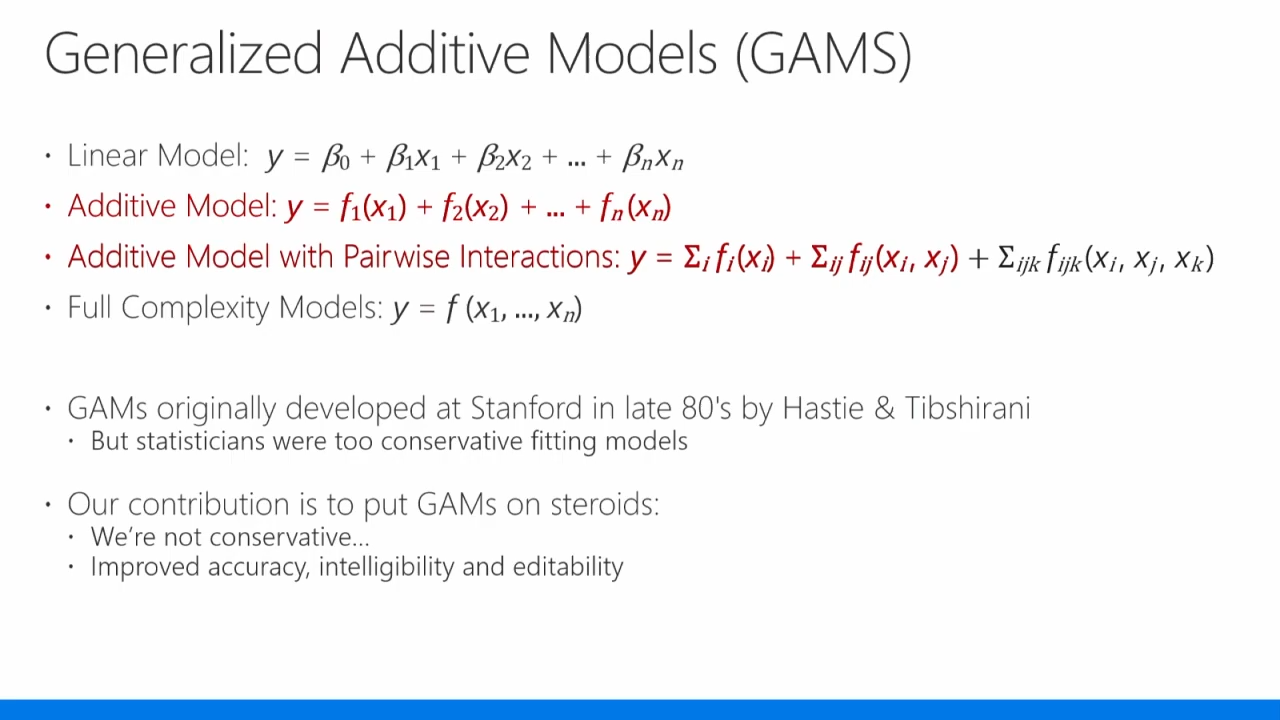 Generalized Additive Models (GAMS)
• Linear Model: y = β₀ + β₁x₁ + β₂x₂ + ... + βₙxₙ
• Additive Model: y = f₁(x₁) + f₂(x₂) + ... + fₙ(xₙ)
• Additive Model with Pairwise Interactions: y = Σᵢ fᵢ(xᵢ) + Σᵢⱼ fᵢⱼ(xᵢ, xⱼ) + Σᵢⱼₖ fᵢⱼₖ(xᵢ, xⱼ, xₖ)
• Full Complexity Models: y = f (x₁, ..., xₙ)
• GAMs originally developed at Stanford in late 80's by Hastie & Tibshirani
• But statisticians were too conservative fitting models
• Our contribution is to put GAMs on steroids:
• We’re not conservative...
• Improved accuracy, intelligibility and editability